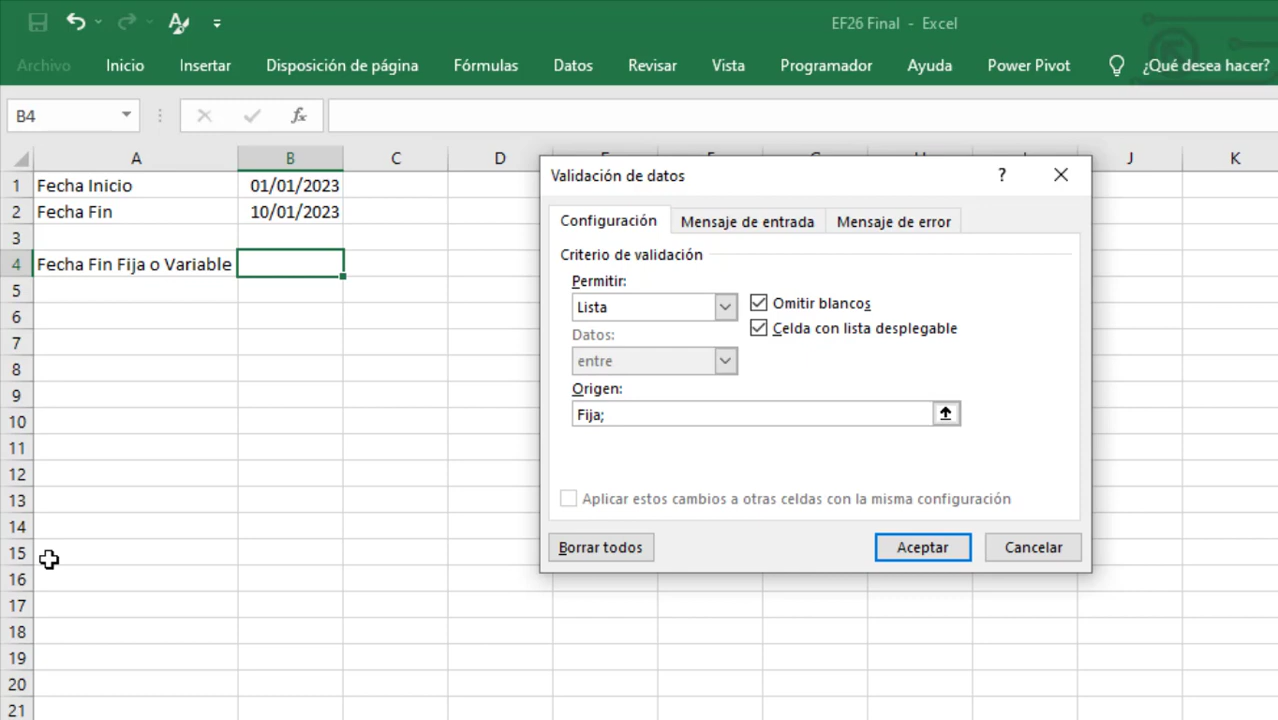 EF26 Final - Excel
Archivo Inicio Insertar Disposición de página Fórmulas Datos Revisar Vista Programador Ayuda Power Pivot ¿Qué desea hacer?
B4 fx
A B C D J K
1 Fecha Inicio 01/01/2023
2 Fecha Fin 10/01/2023
3
4 Fecha Fin Fija o Variable
5
6
7
8
9
10
11
12
13
14
15
16
17
18
19
20
21
Validación de datos ?
Configuración Mensaje de entrada Mensaje de error
Criterio de validación
Permitir:
Lista Omitir blancos
Celda con lista desplegable
Datos:
entre
Origen:
Fija;
Aplicar estos cambios a otras celdas con la misma configuración
Borrar todos Aceptar Cancelar